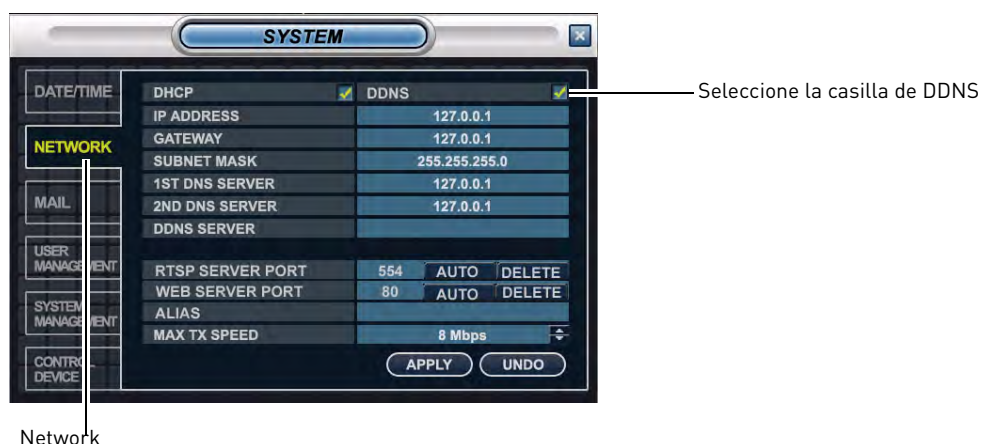 SYSTEM
DATE/TIME
NETWORK
MAIL
USER
MANAGEMENT
SYSTEM
MANAGEMENT
CONTROL
DEVICE
DHCP DDNS
IP ADDRESS 127.0.0.1
GATEWAY 127.0.0.1
SUBNET MASK 255.255.255.0
1ST DNS SERVER 127.0.0.1
2ND DNS SERVER 127.0.0.1
DDNS SERVER
RTSP SERVER PORT 554 AUTO DELETE
WEB SERVER PORT 80 AUTO DELETE
ALIAS
MAX TX SPEED 8 Mbps
APPLY UNDO
Seleccione la casilla de DDNS
Network